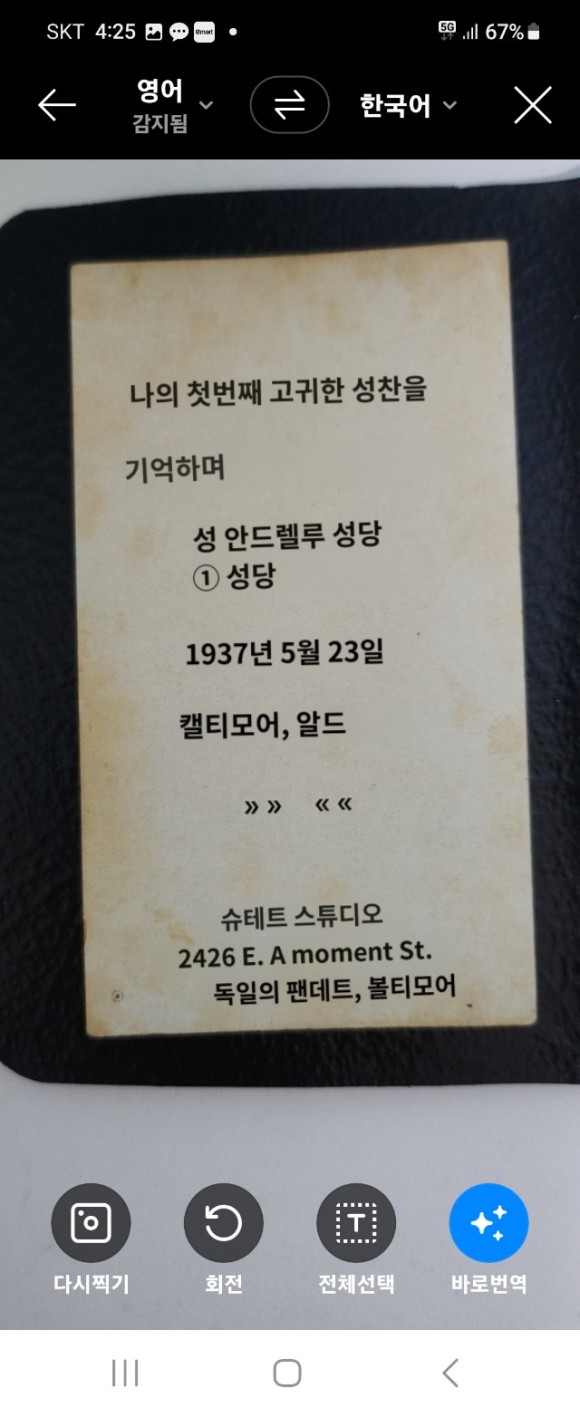 SKT 4:25
5G 67%
영어
감지됨
한국어
나의 첫번째 고귀한 성찬을
기억하며
성 안드렐루 성당
① 성당
1937년 5월 23일
캘티모어, 알드
»» ««
슈테트 스튜디오
2426 E. A moment St.
독일의 팬데트, 볼티모어
다시찍기
회전
T
전체선택
바로번역